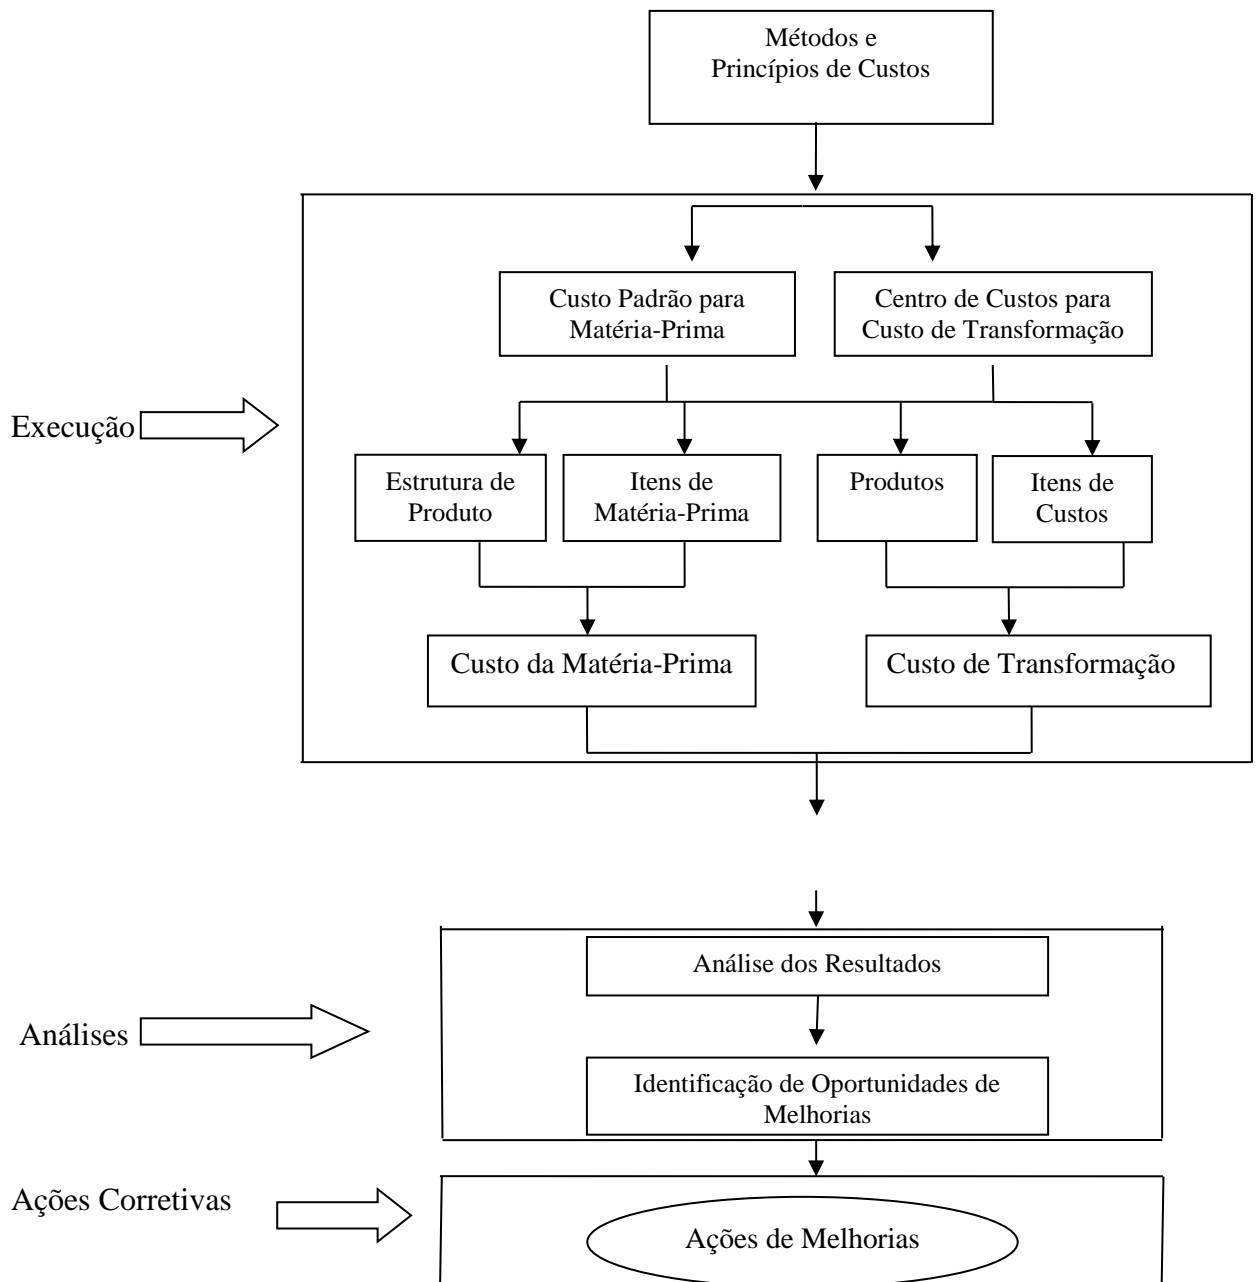 Métodos e
Princípios de Custos
Custo Padrão para
Matéria-Prima
Centro de Custos para
Custo de Transformação
Execução
Estrutura de
Produto
Itens de
Matéria-Prima
Produtos
Itens de
Custos
Custo da Matéria-Prima
Custo de Transformação
Análise dos Resultados
Análises
Identificação de Oportunidades de
Melhorias
Ações Corretivas
Ações de Melhorias